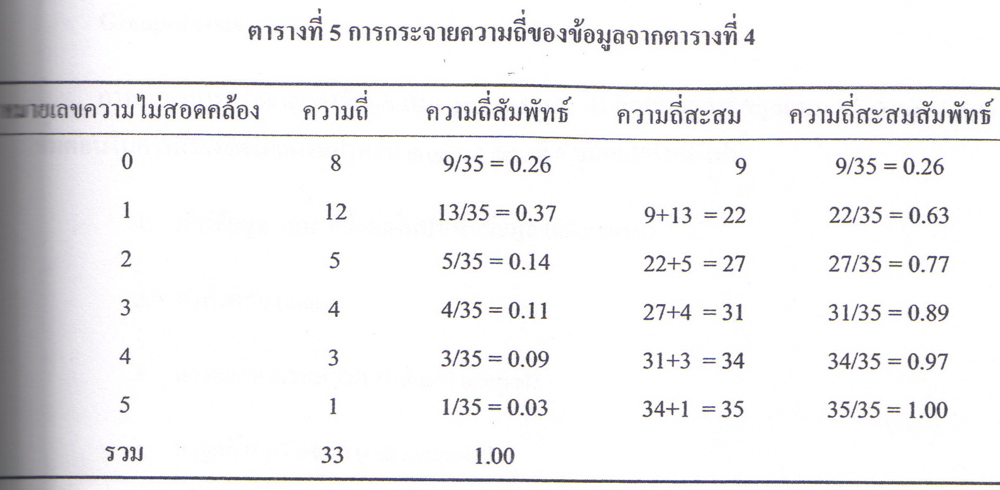 ตารางที่ 5 การกระจายความถี่ของข้อมูลจากตารางที่ 4
หมายเลขความไม่สอดคล้อง ความถี่ ความถี่สัมพัทธ์ ความถี่สะสม ความถี่สะสมสัมพัทธ์
0 8 9/35 = 0.26 9 9/35 = 0.26
1 12 13/35 = 0.37 9+13 = 22 22/35 = 0.63
2 5 5/35 = 0.14 22+5 = 27 27/35 = 0.77
3 4 4/35 = 0.11 27+4 = 31 31/35 = 0.89
4 3 3/35 = 0.09 31+3 = 34 34/35 = 0.97
5 1 1/35 = 0.03 34+1 = 35 35/35 = 1.00
รวม 33 1.00